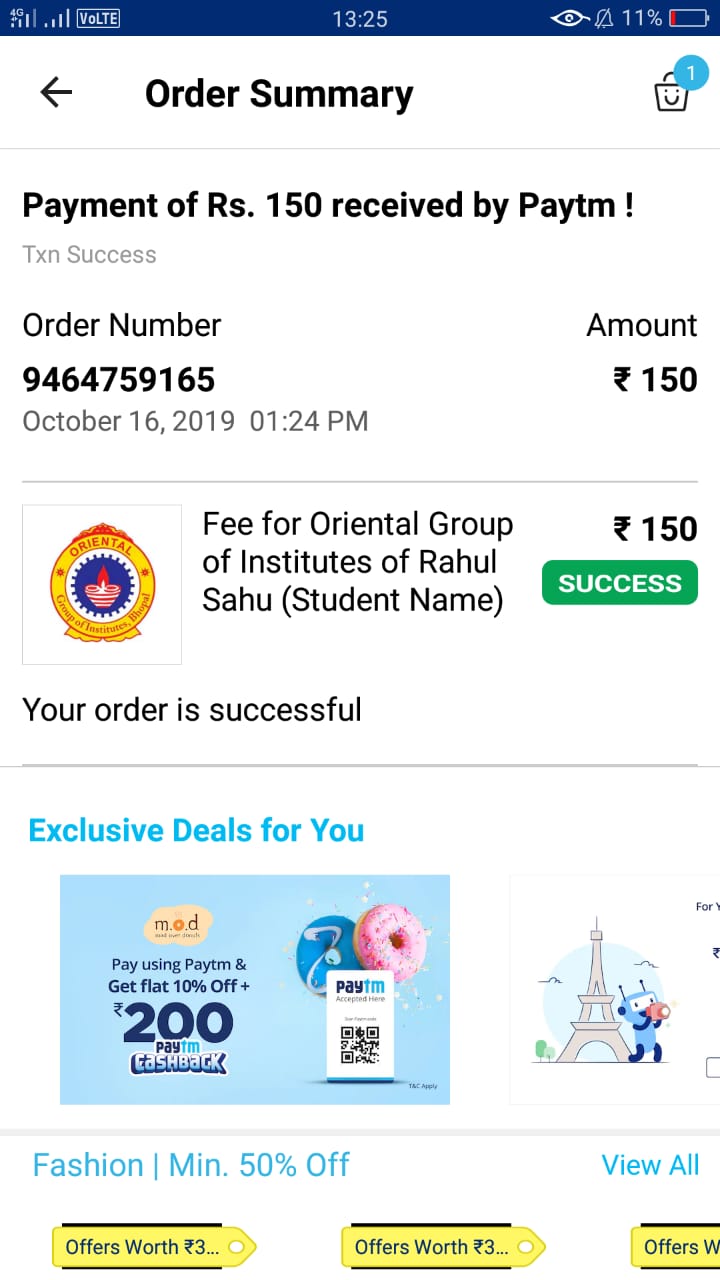 4G VoLTE 13:25 11%
Order Summary 1
Payment of Rs. 150 received by Paytm !
Txn Success
Order Number Amount
9464759165 ₹ 150
October 16, 2019 01:24 PM
Fee for Oriental Group ₹ 150
of Institutes of Rahul SUCCESS
Sahu (Student Name)
ORIENTAL
Group of Institutes, Bhopal
Your order is successful
Exclusive Deals for You
m.o.d
mad over donuts
Pay using Paytm &
Get flat 10% Off +
₹200
paytm
CASHBACK
paytm
Accepted Here
T&C Apply
For Y
₹
Fashion | Min. 50% Off View All
Offers Worth ₹3... Offers Worth ₹3... Offers W